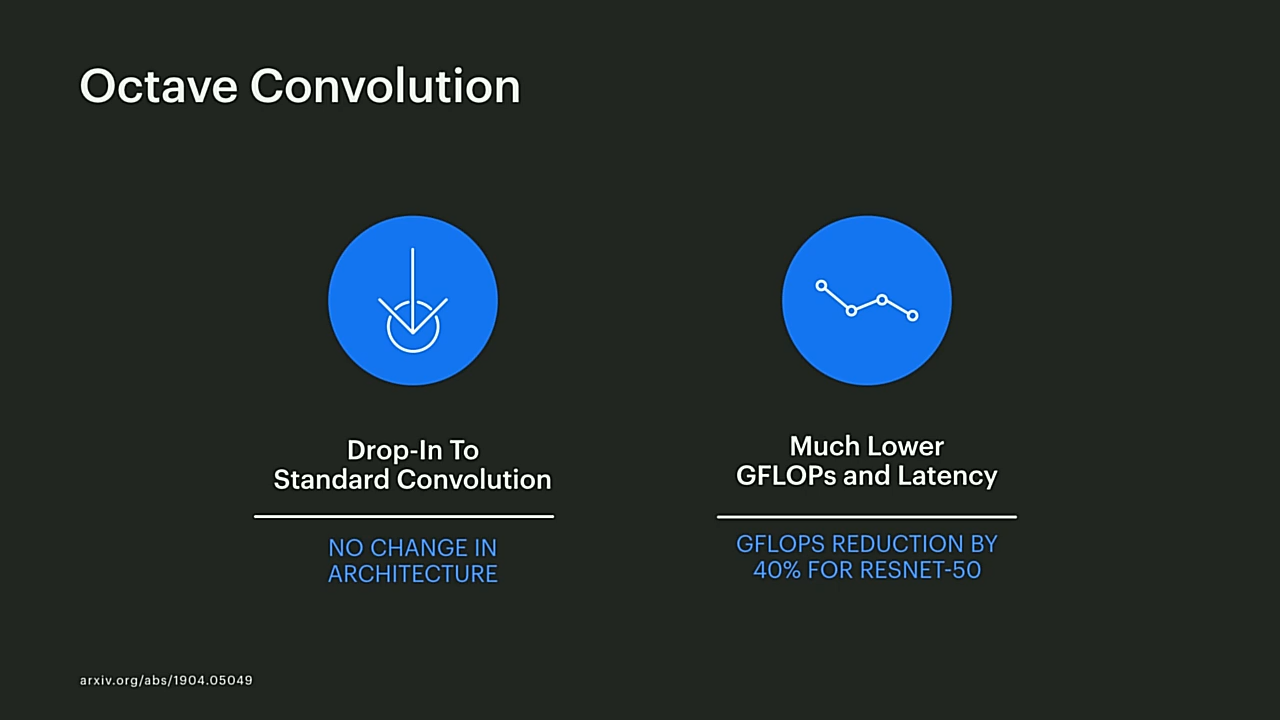 Octave Convolution
Drop-In To
Standard Convolution
NO CHANGE IN
ARCHITECTURE
Much Lower
GFLOPs and Latency
GFLOPS REDUCTION BY
40% FOR RESNET-50
arxiv.org/abs/1904.05049